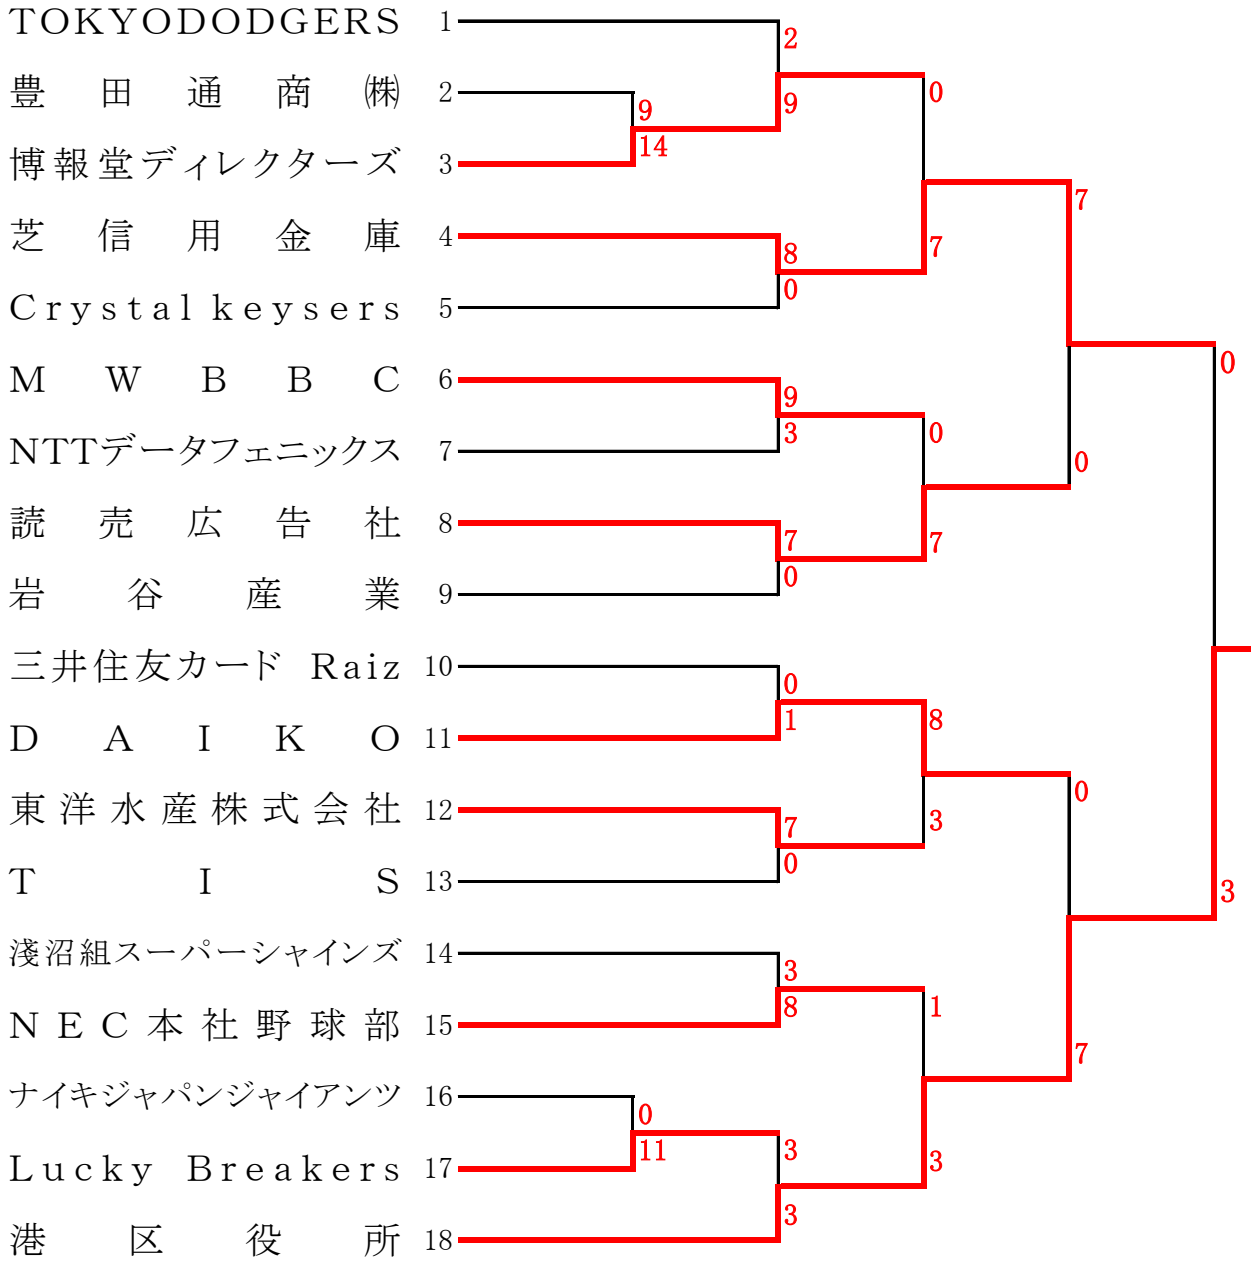 TOKYODODGERS 1
2
豊田通商㈱ 2
0
9
9
14
博報堂ディレクターズ 3
7
芝信用金庫 4
8
7
0
Crystal keysers 5
0
MWBBC 6
9
0
3
NTTデータフェニックス 7
0
読売広告社 8
7
7
0
岩谷産業 9
三井住友カード Raiz 10
0
1
8
DAIKO 11
0
東洋水産株式会社 12
7
3
0
TIS 13
3
淺沼組スーパーシャインズ 14
3
8
1
NEC本社野球部 15
7
ナイキジャパンジャイアンツ 16
0
11
3
3
Lucky Breakers 17
3
港区役所 18